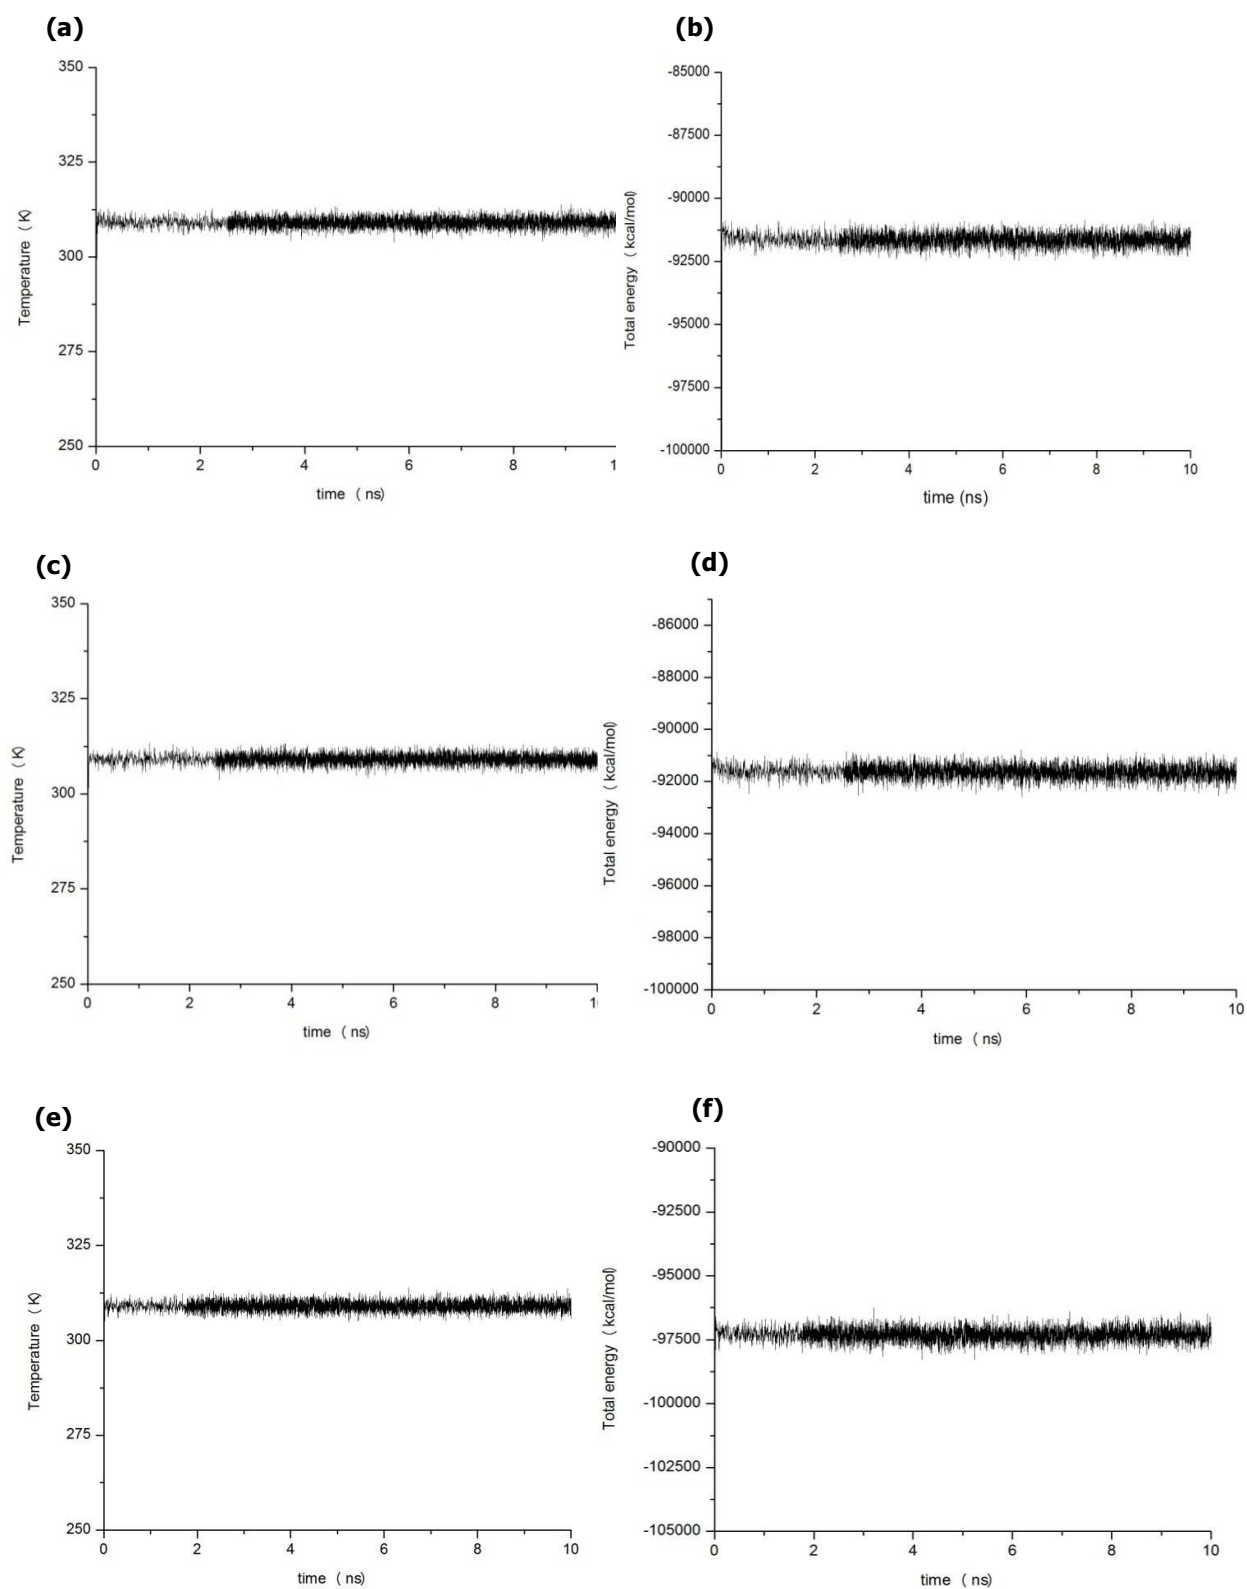 (a)
350
325
300
275
250
Temperature ( K)
0 2 4 6 8 1
time ( ns)
(b)
-85000
-87500
-90000
-92500
-95000
-97500
-100000
Total energy ( kcal/mol)
0 2 4 6 8 10
time (ns)
(c)
350
325
300
275
250
Temperature ( K)
0 2 4 6 8 1
time ( ns)
(d)
-86000
-88000
-90000
-92000
-94000
-96000
-98000
-100000
Total energy ( kcal/mol)
0 2 4 6 8 10
time ( ns)
(e)
350
325
300
275
250
Temperature ( K)
0 2 4 6 8 10
time ( ns)
(f)
-90000
-92500
-95000
-97500
-100000
-102500
-105000
Total energy ( kcal/mol)
0 2 4 6 8 10
time ( ns)